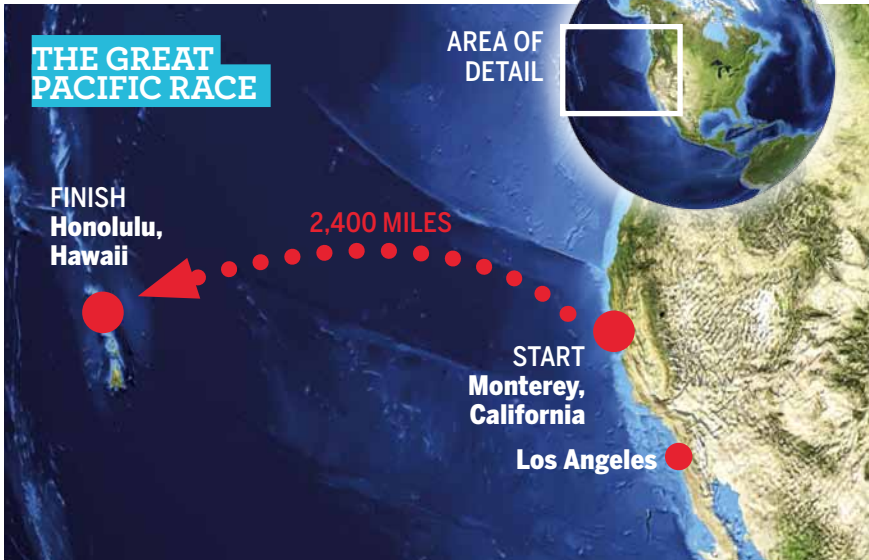 THE GREAT
PACIFIC RACE
AREA OF
DETAIL
FINISH
Honolulu,
Hawaii
2,400 MILES
START
Monterey,
California
Los Angeles